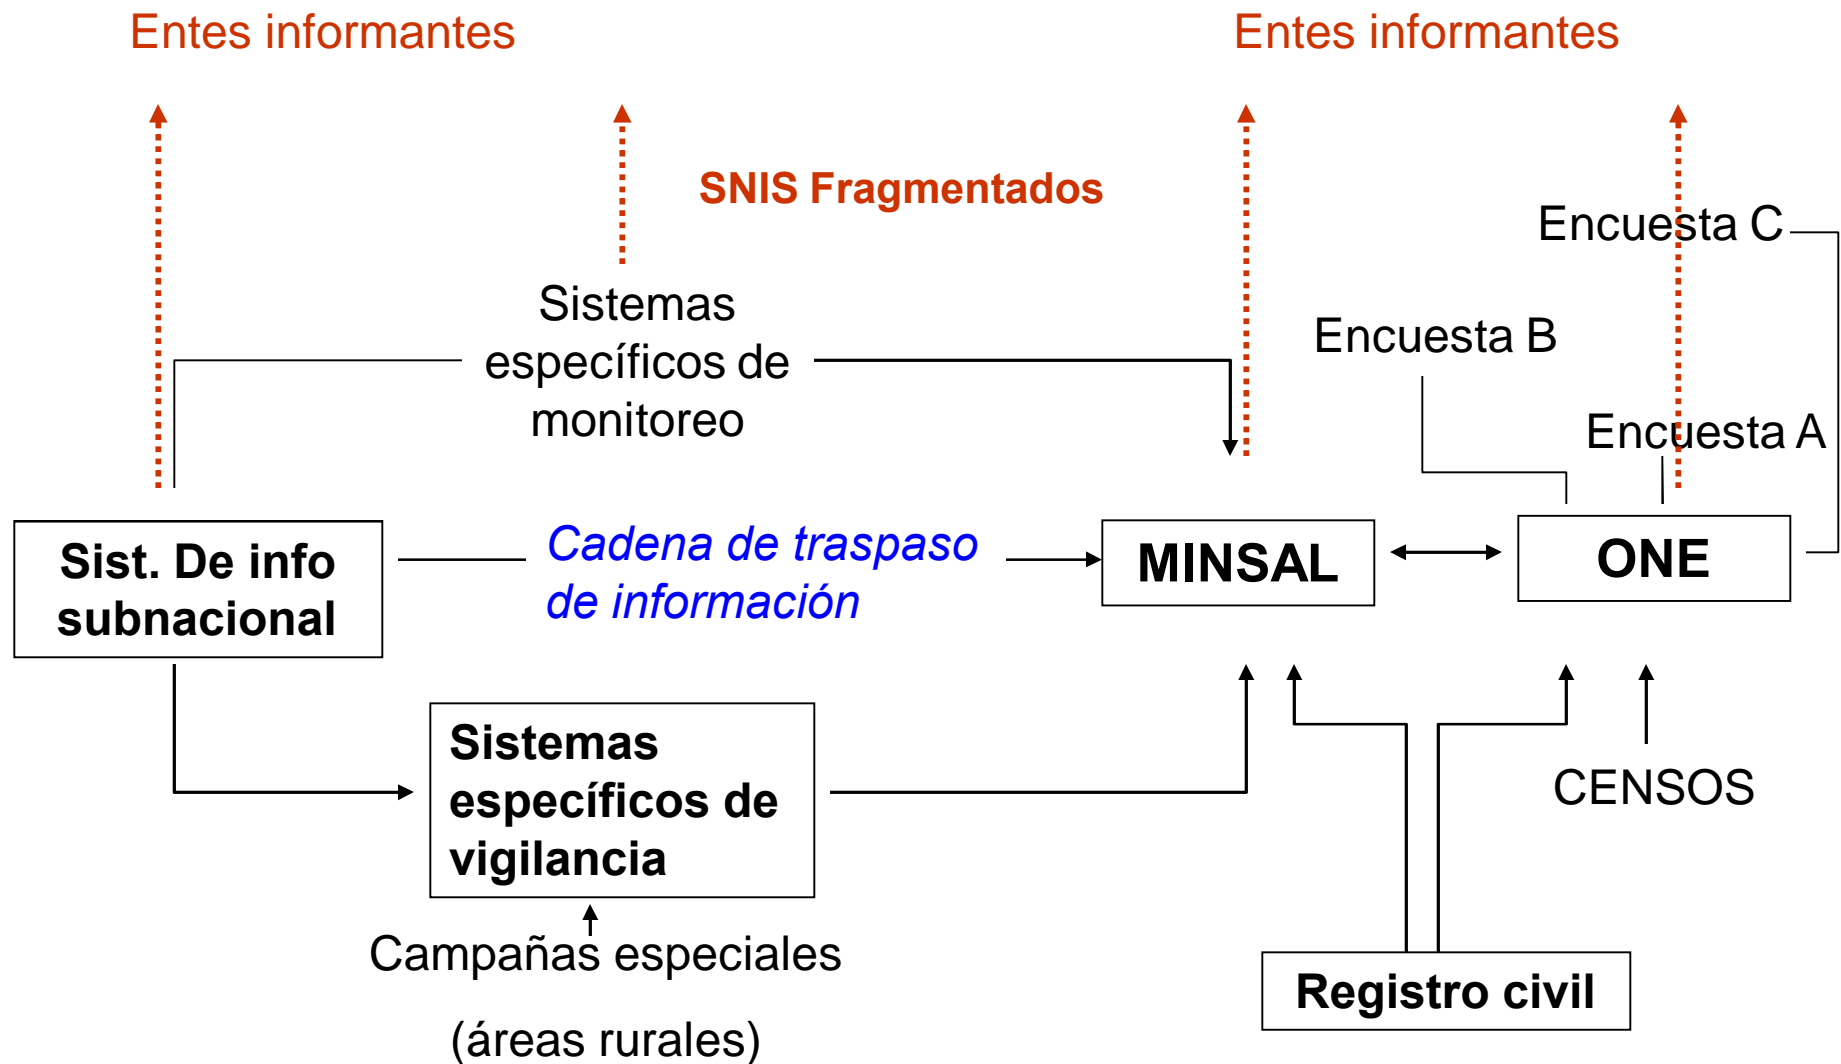 Entes informantes
Entes informantes
SNIS Fragmentados
Encuesta C
Sistemas
específicos de
monitoreo
Encuesta B
Encuesta A
Sist. De info
subnacional
Cadena de traspaso
de información
MINSAL
ONE
Sistemas
específicos de
vigilancia
CENSOS
Campañas especiales
(áreas rurales)
Registro civil